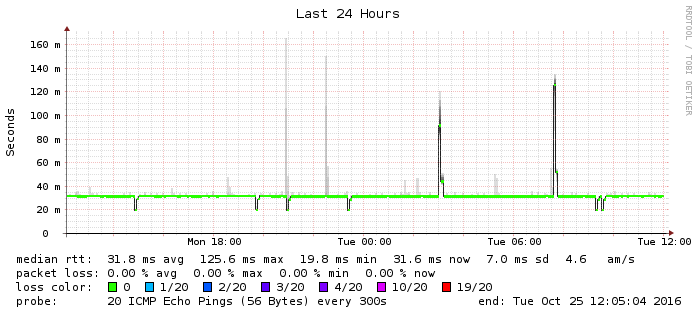 Last 24 Hours
RRDTOOL / TOBI OETIKER
Seconds
160 m
140 m
120 m
100 m
80 m
60 m
40 m
20 m
0
Mon 18:00 Tue 00:00 Tue 06:00 Tue 12:00
median rtt: 31.8 ms avg 125.6 ms max 19.8 ms min 31.6 ms now 7.0 ms sd 4.6 am/s
packet loss: 0.00 % avg 0.00 % max 0.00 % min 0.00 % now
loss color: 0 1/20 2/20 3/20 4/20 10/20 19/20
probe: 20 ICMP Echo Pings (56 Bytes) every 300s end: Tue Oct 25 12:05:04 2016